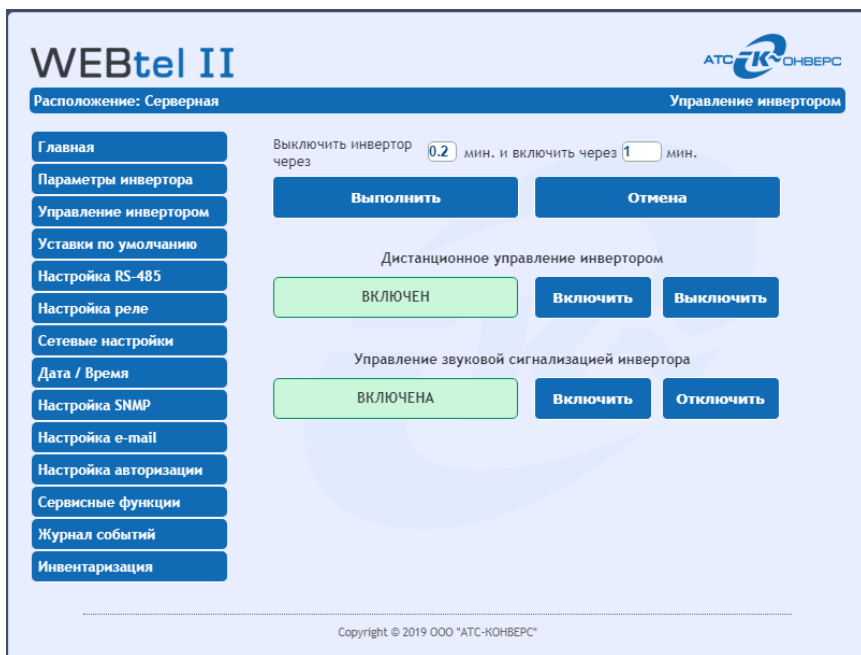 WEBtel II
АТС-КОНВЕРС
Расположение: Серверная
Управление инвертором
Главная
Параметры инвертора
Управление инвертором
Уставки по умолчанию
Настройка RS-485
Настройка реле
Сетевые настройки
Дата / Время
Настройка SNMP
Настройка e-mail
Настройка авторизации
Сервисные функции
Журнал событий
Инвентаризация
Выключить инвертор
через 0.2 мин. и включить через 1 мин.
Выполнить Отмена
Дистанционное управление инвертором
ВКЛЮЧЕН Включить Выключить
Управление звуковой сигнализацией инвертора
ВКЛЮЧЕНА Включить Отключить
Copyright © 2019 ООО "АТС-КОНВЕРС"